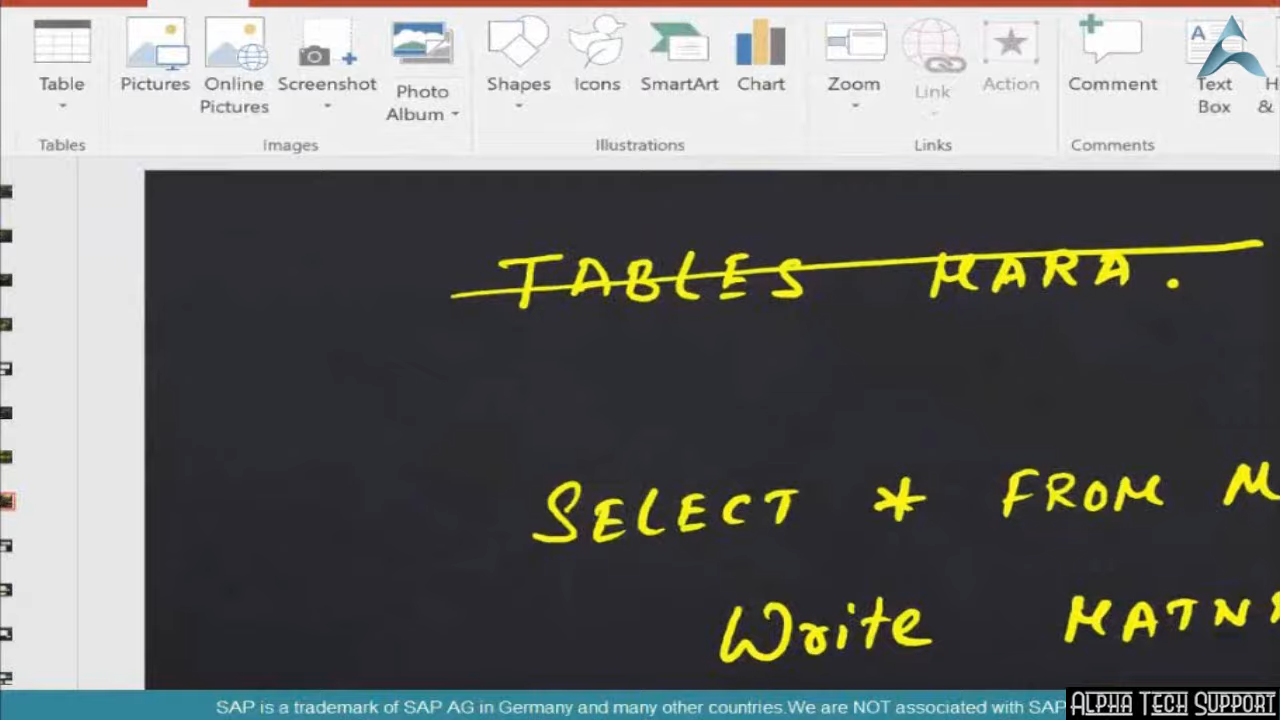 Table
Pictures
Online Pictures
Screenshot
Photo Album
Shapes
Icons
SmartArt
Chart
Zoom
Link
Action
Comment
Text Box
Tables
Images
Illustrations
Links
Comments
TABLES MARA.
SELECT * FROM M
Write MATN
SAP is a trademark of SAP AG in Germany and many other countries.We are NOT associated with SAP
ALPHA TECH SUPPORT